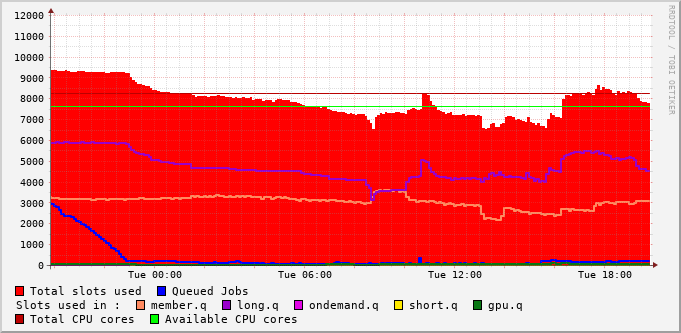 12000
11000
10000
9000
8000
7000
6000
5000
4000
3000
2000
1000
0
Tue 00:00 Tue 06:00 Tue 12:00 Tue 18:00
RRDTOOL / TOBI OETIKER
Total slots used Queued Jobs
Slots used in : member.q long.q ondemand.q short.q gpu.q
Total CPU cores Available CPU cores